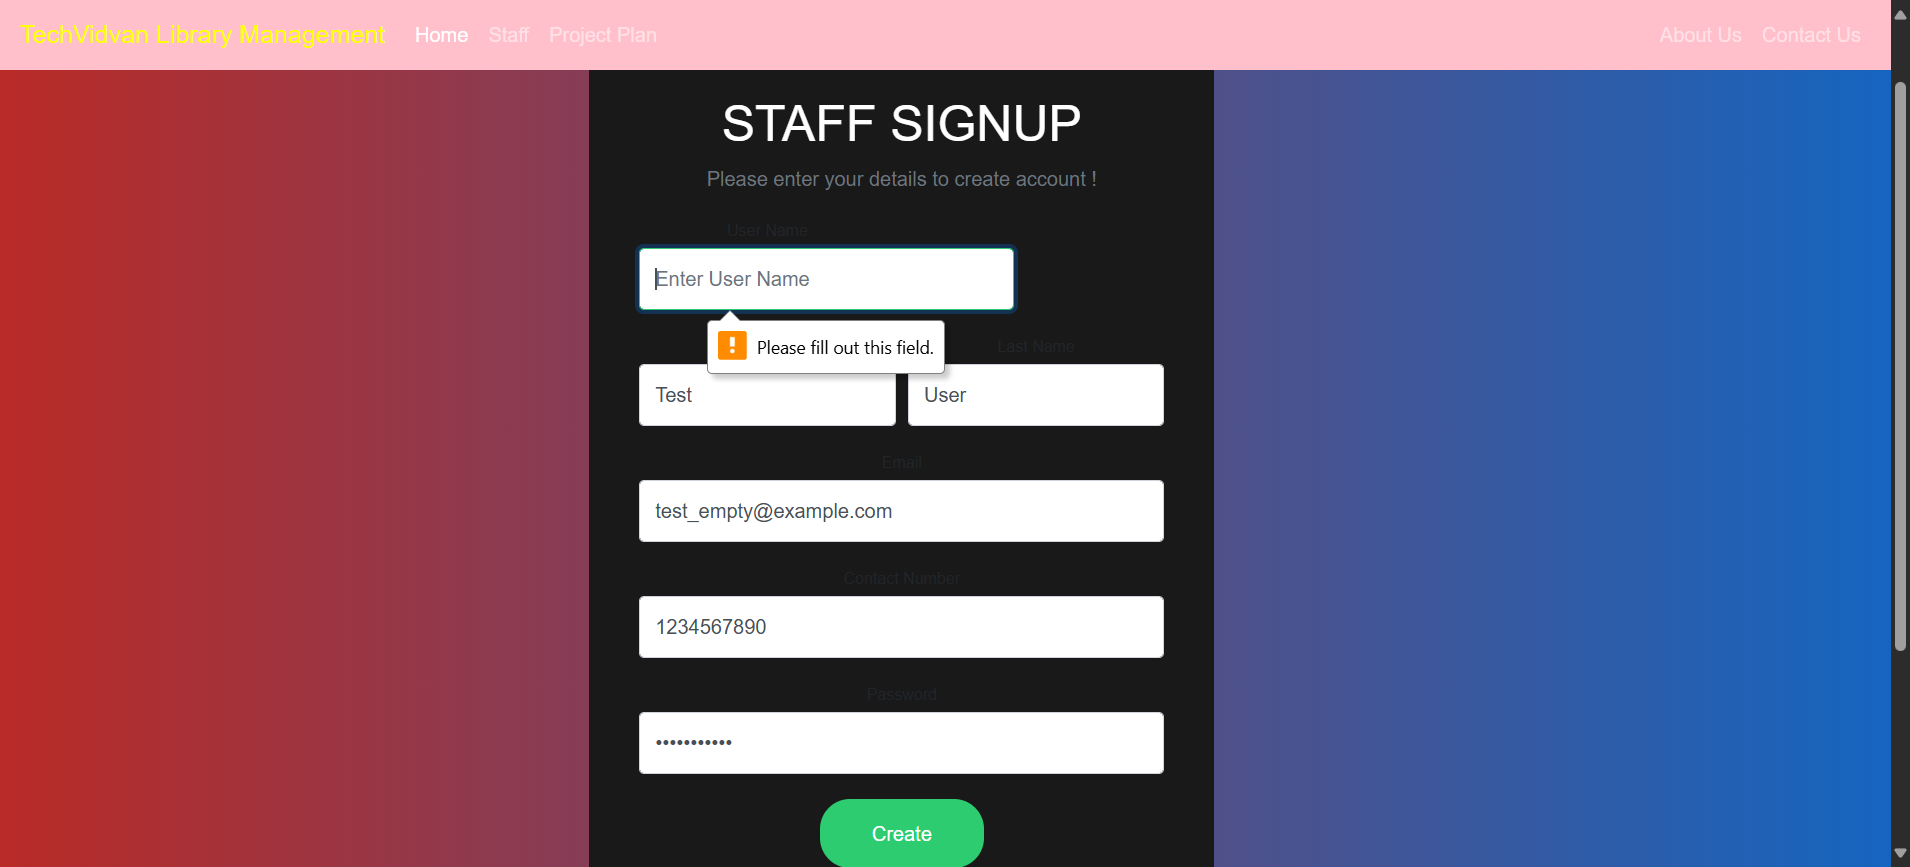 TechVidvan Library Management Home Staff Project Plan About Us Contact Us
STAFF SIGNUP
Please enter your details to create account !
User Name
Enter User Name
Please fill out this field.
Last Name
Test User
Email
test_empty@example.com
Contact Number
1234567890
Password
•••••••••••
Create